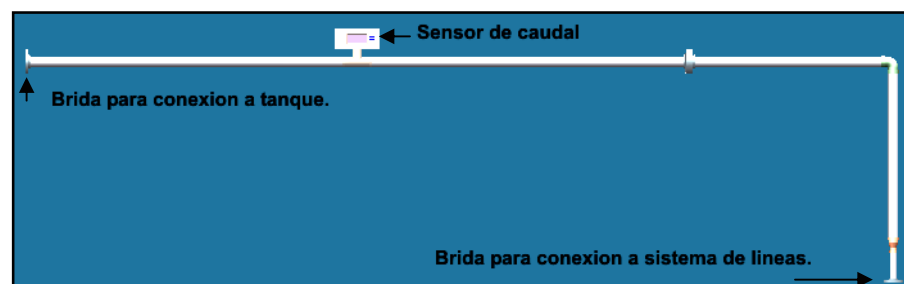 Sensor de caudal
Brida para conexion a tanque.
Brida para conexion a sistema de lineas.